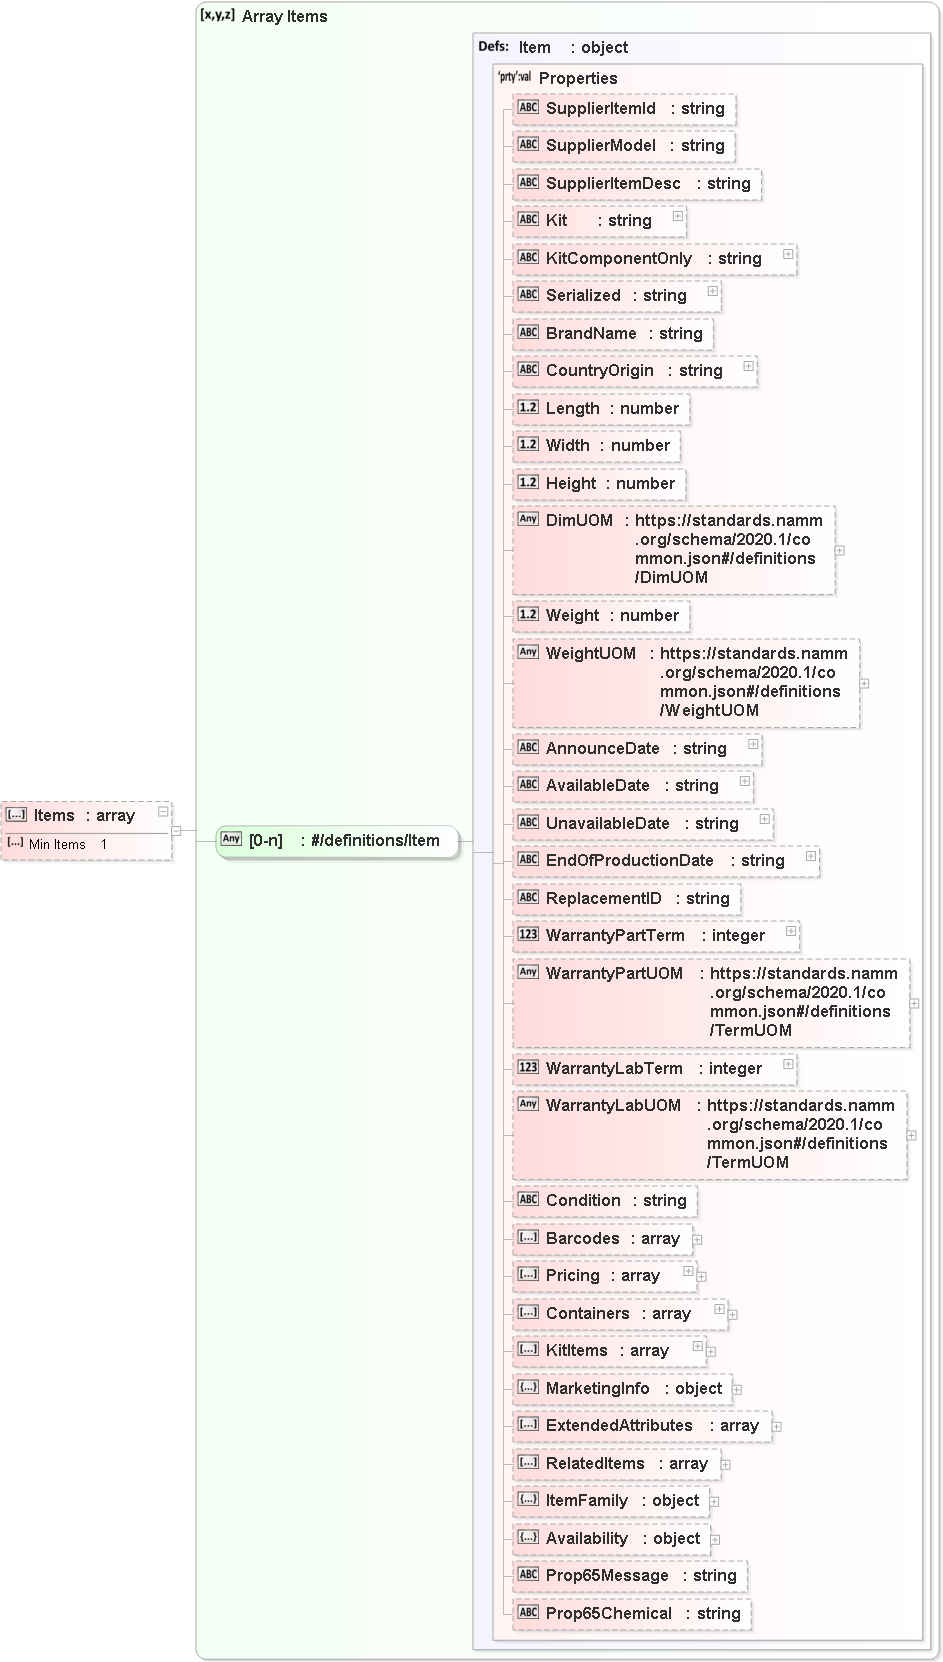 [x,y,z] Array Items
Defs: Item : object
'prty':val Properties
ABC SupplierItemId : string
ABC SupplierModel : string
ABC SupplierItemDesc : string
ABC Kit : string
ABC KitComponentOnly : string
ABC Serialized : string
ABC BrandName : string
ABC CountryOrigin : string
1.2 Length : number
1.2 Width : number
1.2 Height : number
Any DimUOM : https://standards.namm
.org/schema/2020.1/co
mmon.json#/definitions
/DimUOM
1.2 Weight : number
Any WeightUOM : https://standards.namm
.org/schema/2020.1/co
mmon.json#/definitions
/WeightUOM
ABC AnnounceDate : string
ABC AvailableDate : string
[...] Items : array
ABC UnavailableDate : string
[...] Min Items 1
Any [0-n] : #/definitions/Item
ABC EndOfProductionDate : string
ABC ReplacementID : string
123 WarrantyPartTerm : integer
Any WarrantyPartUOM : https://standards.namm
.org/schema/2020.1/co
mmon.json#/definitions
/TermUOM
123 WarrantyLabTerm : integer
Any WarrantyLabUOM : https://standards.namm
.org/schema/2020.1/co
mmon.json#/definitions
/TermUOM
ABC Condition : string
[...] Barcodes : array
[...] Pricing : array
[...] Containers : array
[...] KitItems : array
{...} MarketingInfo : object
[...] ExtendedAttributes : array
[...] RelatedItems : array
{...} ItemFamily : object
{...} Availability : object
ABC Prop65Message : string
ABC Prop65Chemical : string